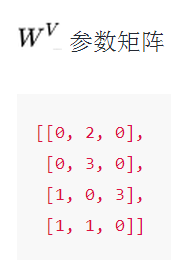 W^V 参数矩阵
[[0, 2, 0],
[0, 3, 0],
[1, 0, 3],
[1, 1, 0]]